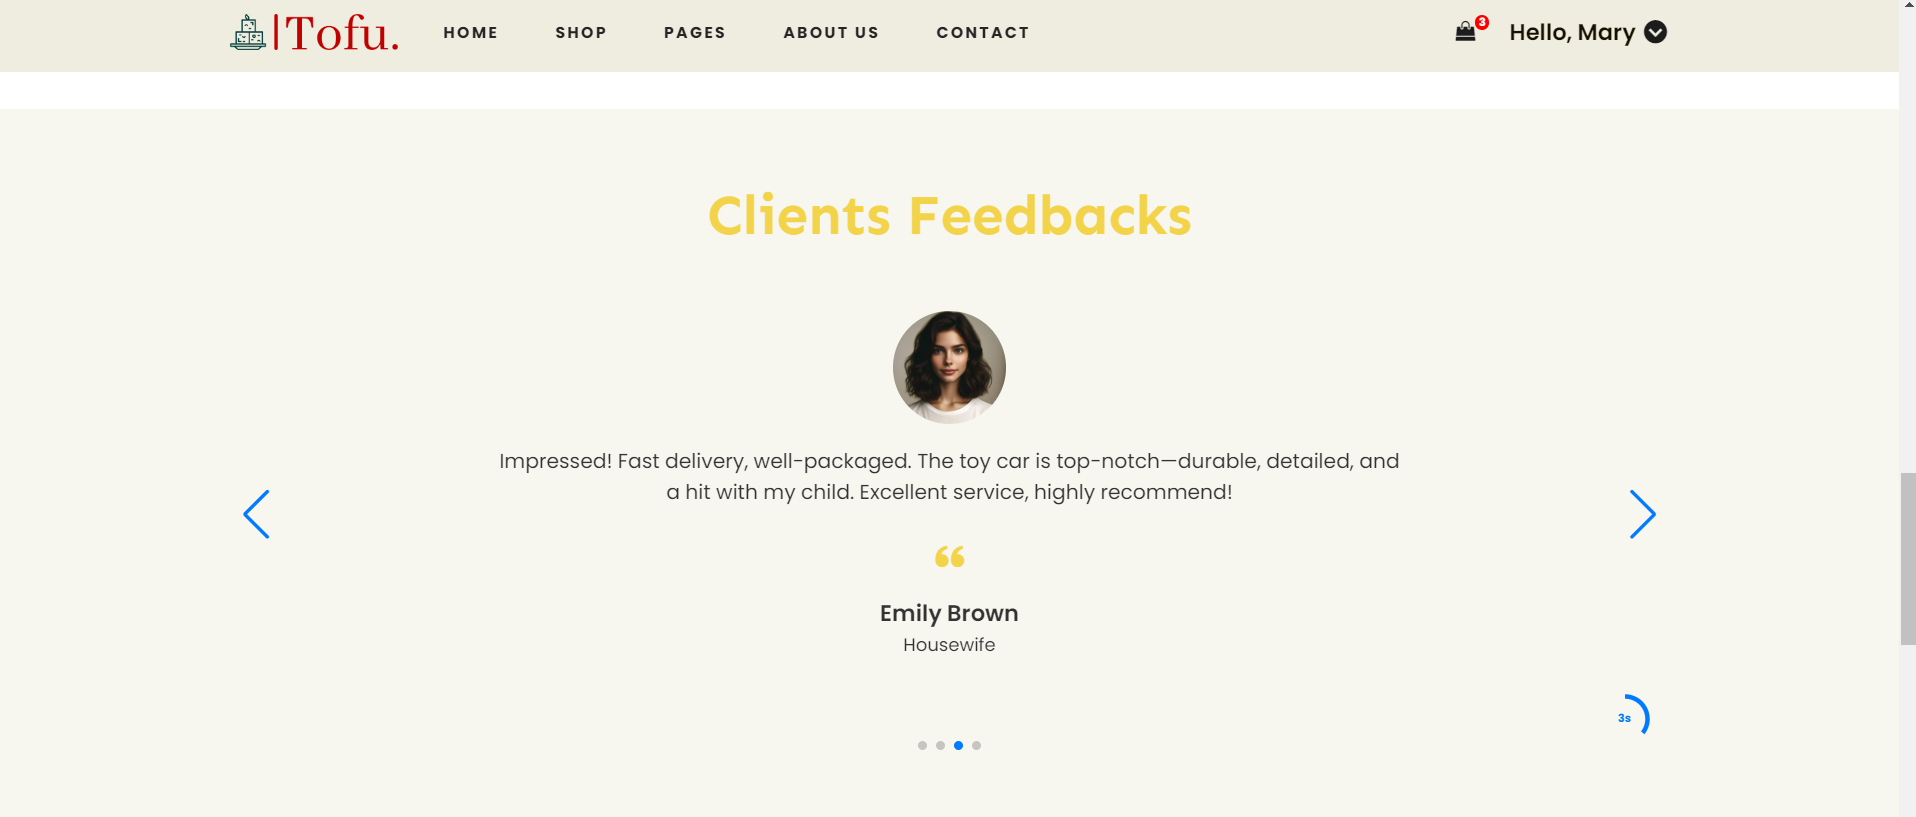 Tofu.
HOME
SHOP
PAGES
ABOUT US
CONTACT
3
Hello, Mary
Clients Feedbacks
Impressed! Fast delivery, well-packaged. The toy car is top-notch—durable, detailed, and
a hit with my child. Excellent service, highly recommend!
“
Emily Brown
Housewife
3s